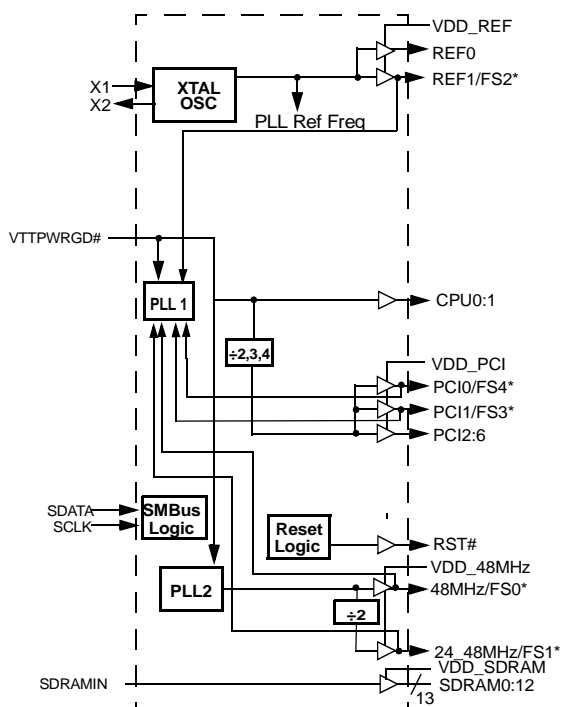 VDD_REF
REF0
X1
XTAL
OSC
REF1/FS2*
X2
PLL Ref Freq
VTTPWRGD#
PLL 1
CPU0:1
÷2,3,4
VDD_PCI
PCI0/FS4*
PCI1/FS3*
PCI2:6
SDATA
SCLK
SMBus
Logic
Reset
Logic
RST#
VDD_48MHz
PLL2
48MHz/FS0*
÷2
24_48MHz/FS1*
VDD_SDRAM
SDRAMIN
SDRAM0:12
13